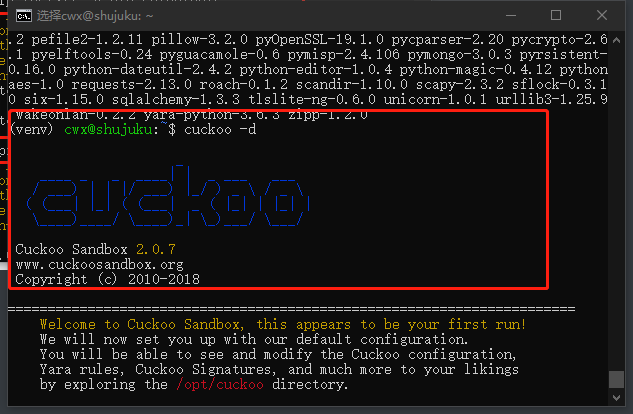 选择cwx@shujuku: ~
.2 pefile2-1.2.11 pillow-3.2.0 pyOpenSSL-19.1.0 pycparser-2.20 pycrypto-2.6
.1 pyelftools-0.24 pyguacamole-0.6 pymisp-2.4.106 pymongo-3.0.3 pyrsistent-
0.16.0 python-dateutil-2.4.2 python-editor-1.0.4 python-magic-0.4.12 python
aes-1.0 requests-2.13.0 roach-0.1.2 scandir-1.10.0 scapy-2.3.2 sflock-0.3.1
0 six-1.15.0 sqlalchemy-1.3.3 tlslite-ng-0.6.0 unicorn-1.0.1 urllib3-1.25.9
wakeonlan-0.2.2 yara-python-3.6.3 zipp-1.2.0
(venv) cwx@shujuku:~$ cuckoo -d
cuckoo
Cuckoo Sandbox 2.0.7
www.cuckoosandbox.org
Copyright (c) 2010-2018
=======================================================================
Welcome to Cuckoo Sandbox, this appears to be your first run!
We will now set you up with our default configuration.
You will be able to see and modify the Cuckoo configuration,
Yara rules, Cuckoo Signatures, and much more to your likings
by exploring the /opt/cuckoo directory.